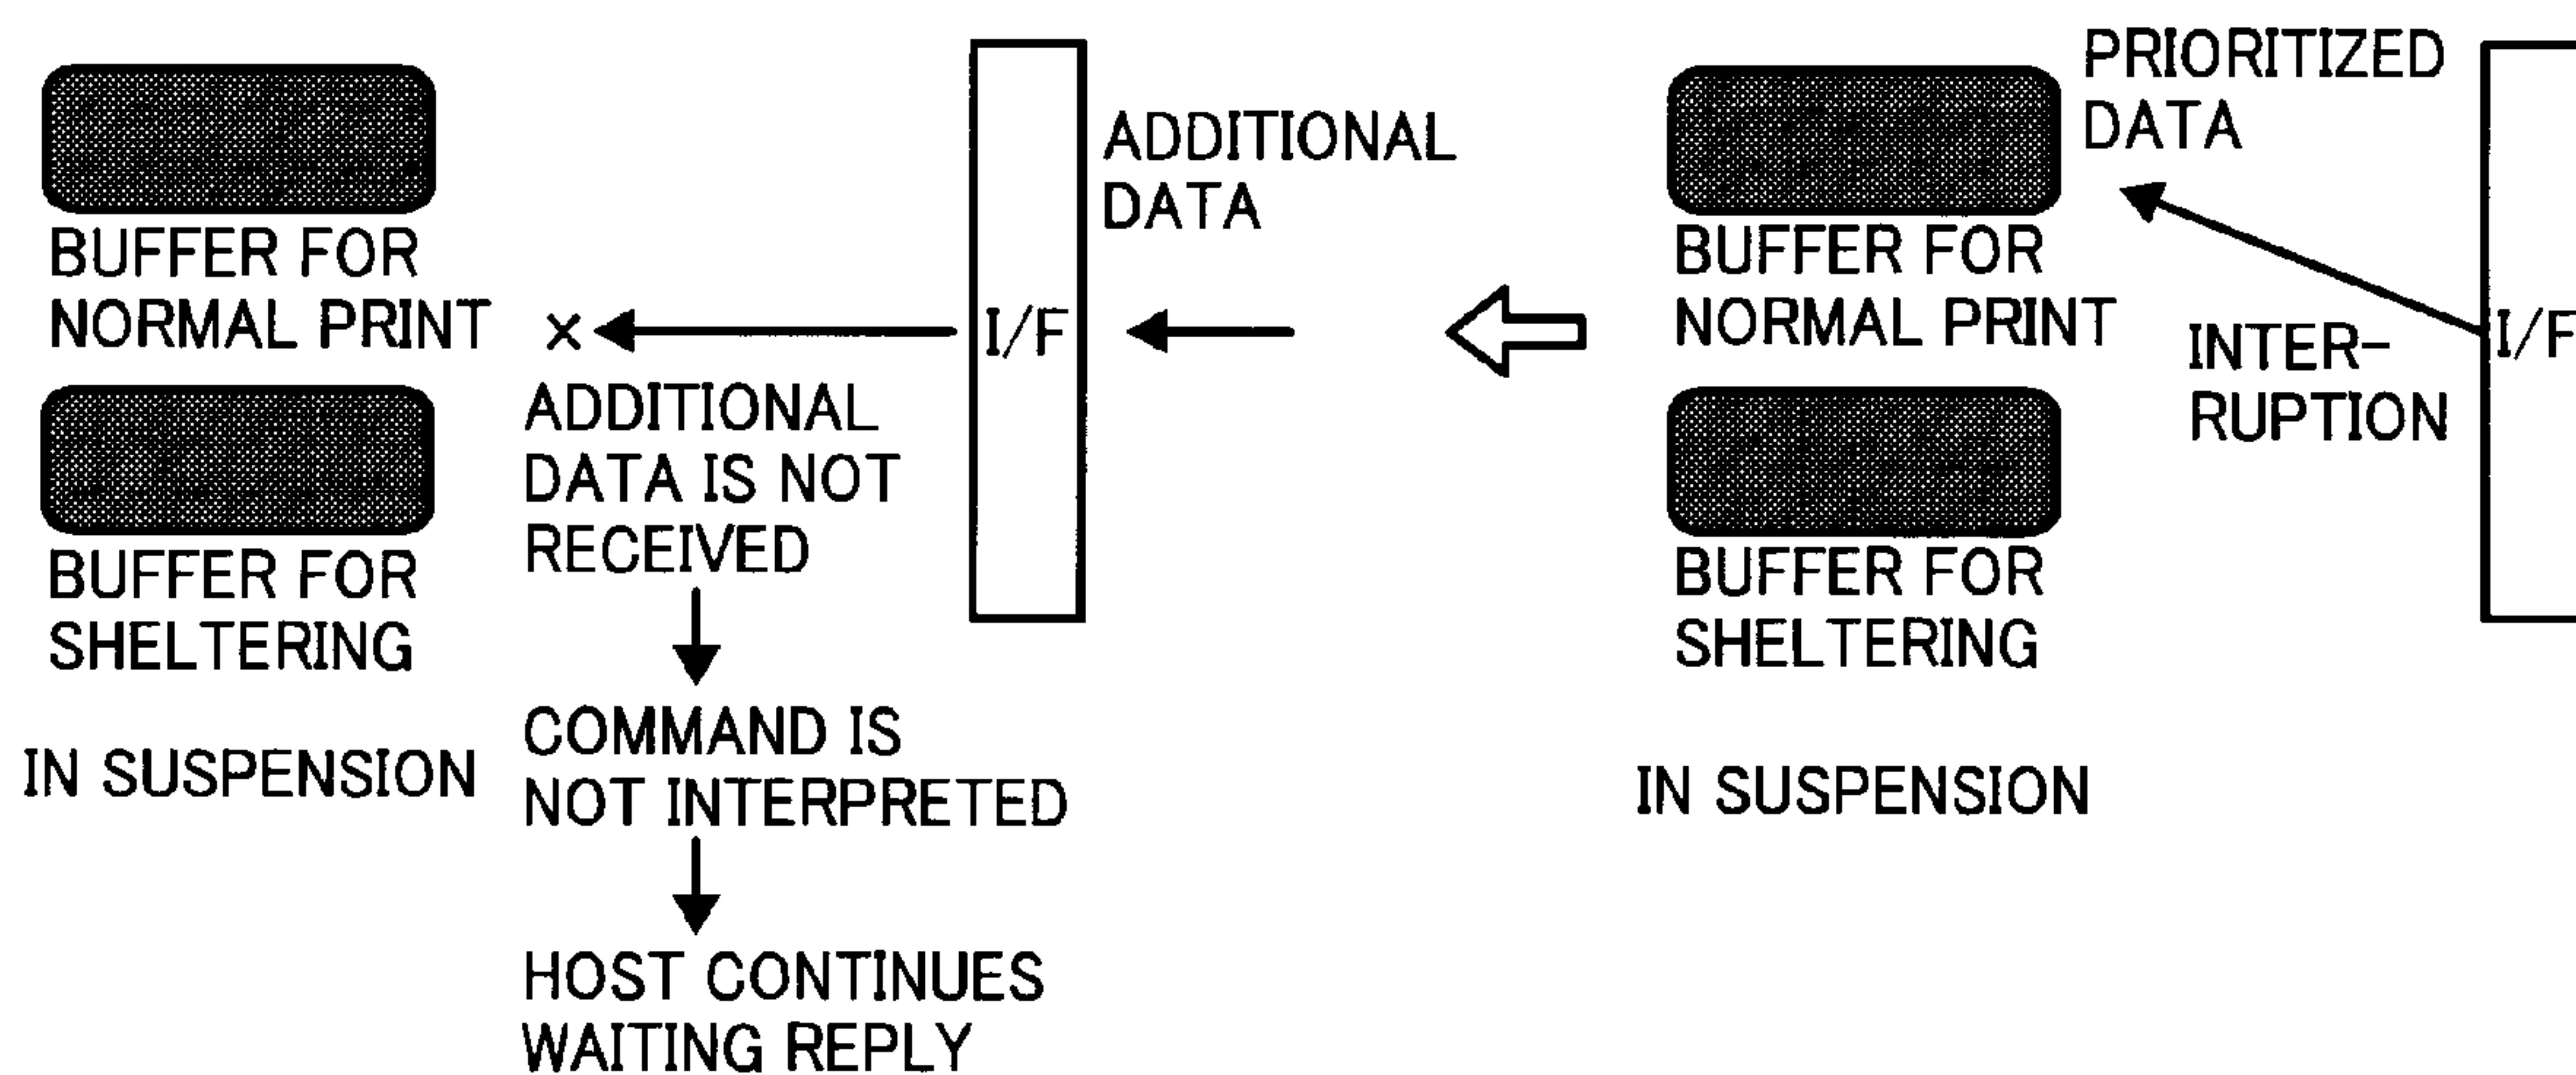 BUFFER FOR
NORMAL PRINT
×
BUFFER FOR
SHELTERING
IN SUSPENSION
ADDITIONAL
DATA IS NOT
RECEIVED
COMMAND IS
NOT INTERPRETED
HOST CONTINUES
WAITING REPLY
I/F
ADDITIONAL
DATA
BUFFER FOR
NORMAL PRINT
BUFFER FOR
SHELTERING
IN SUSPENSION
PRIORITIZED
DATA
INTER-
RUPTION
I/F